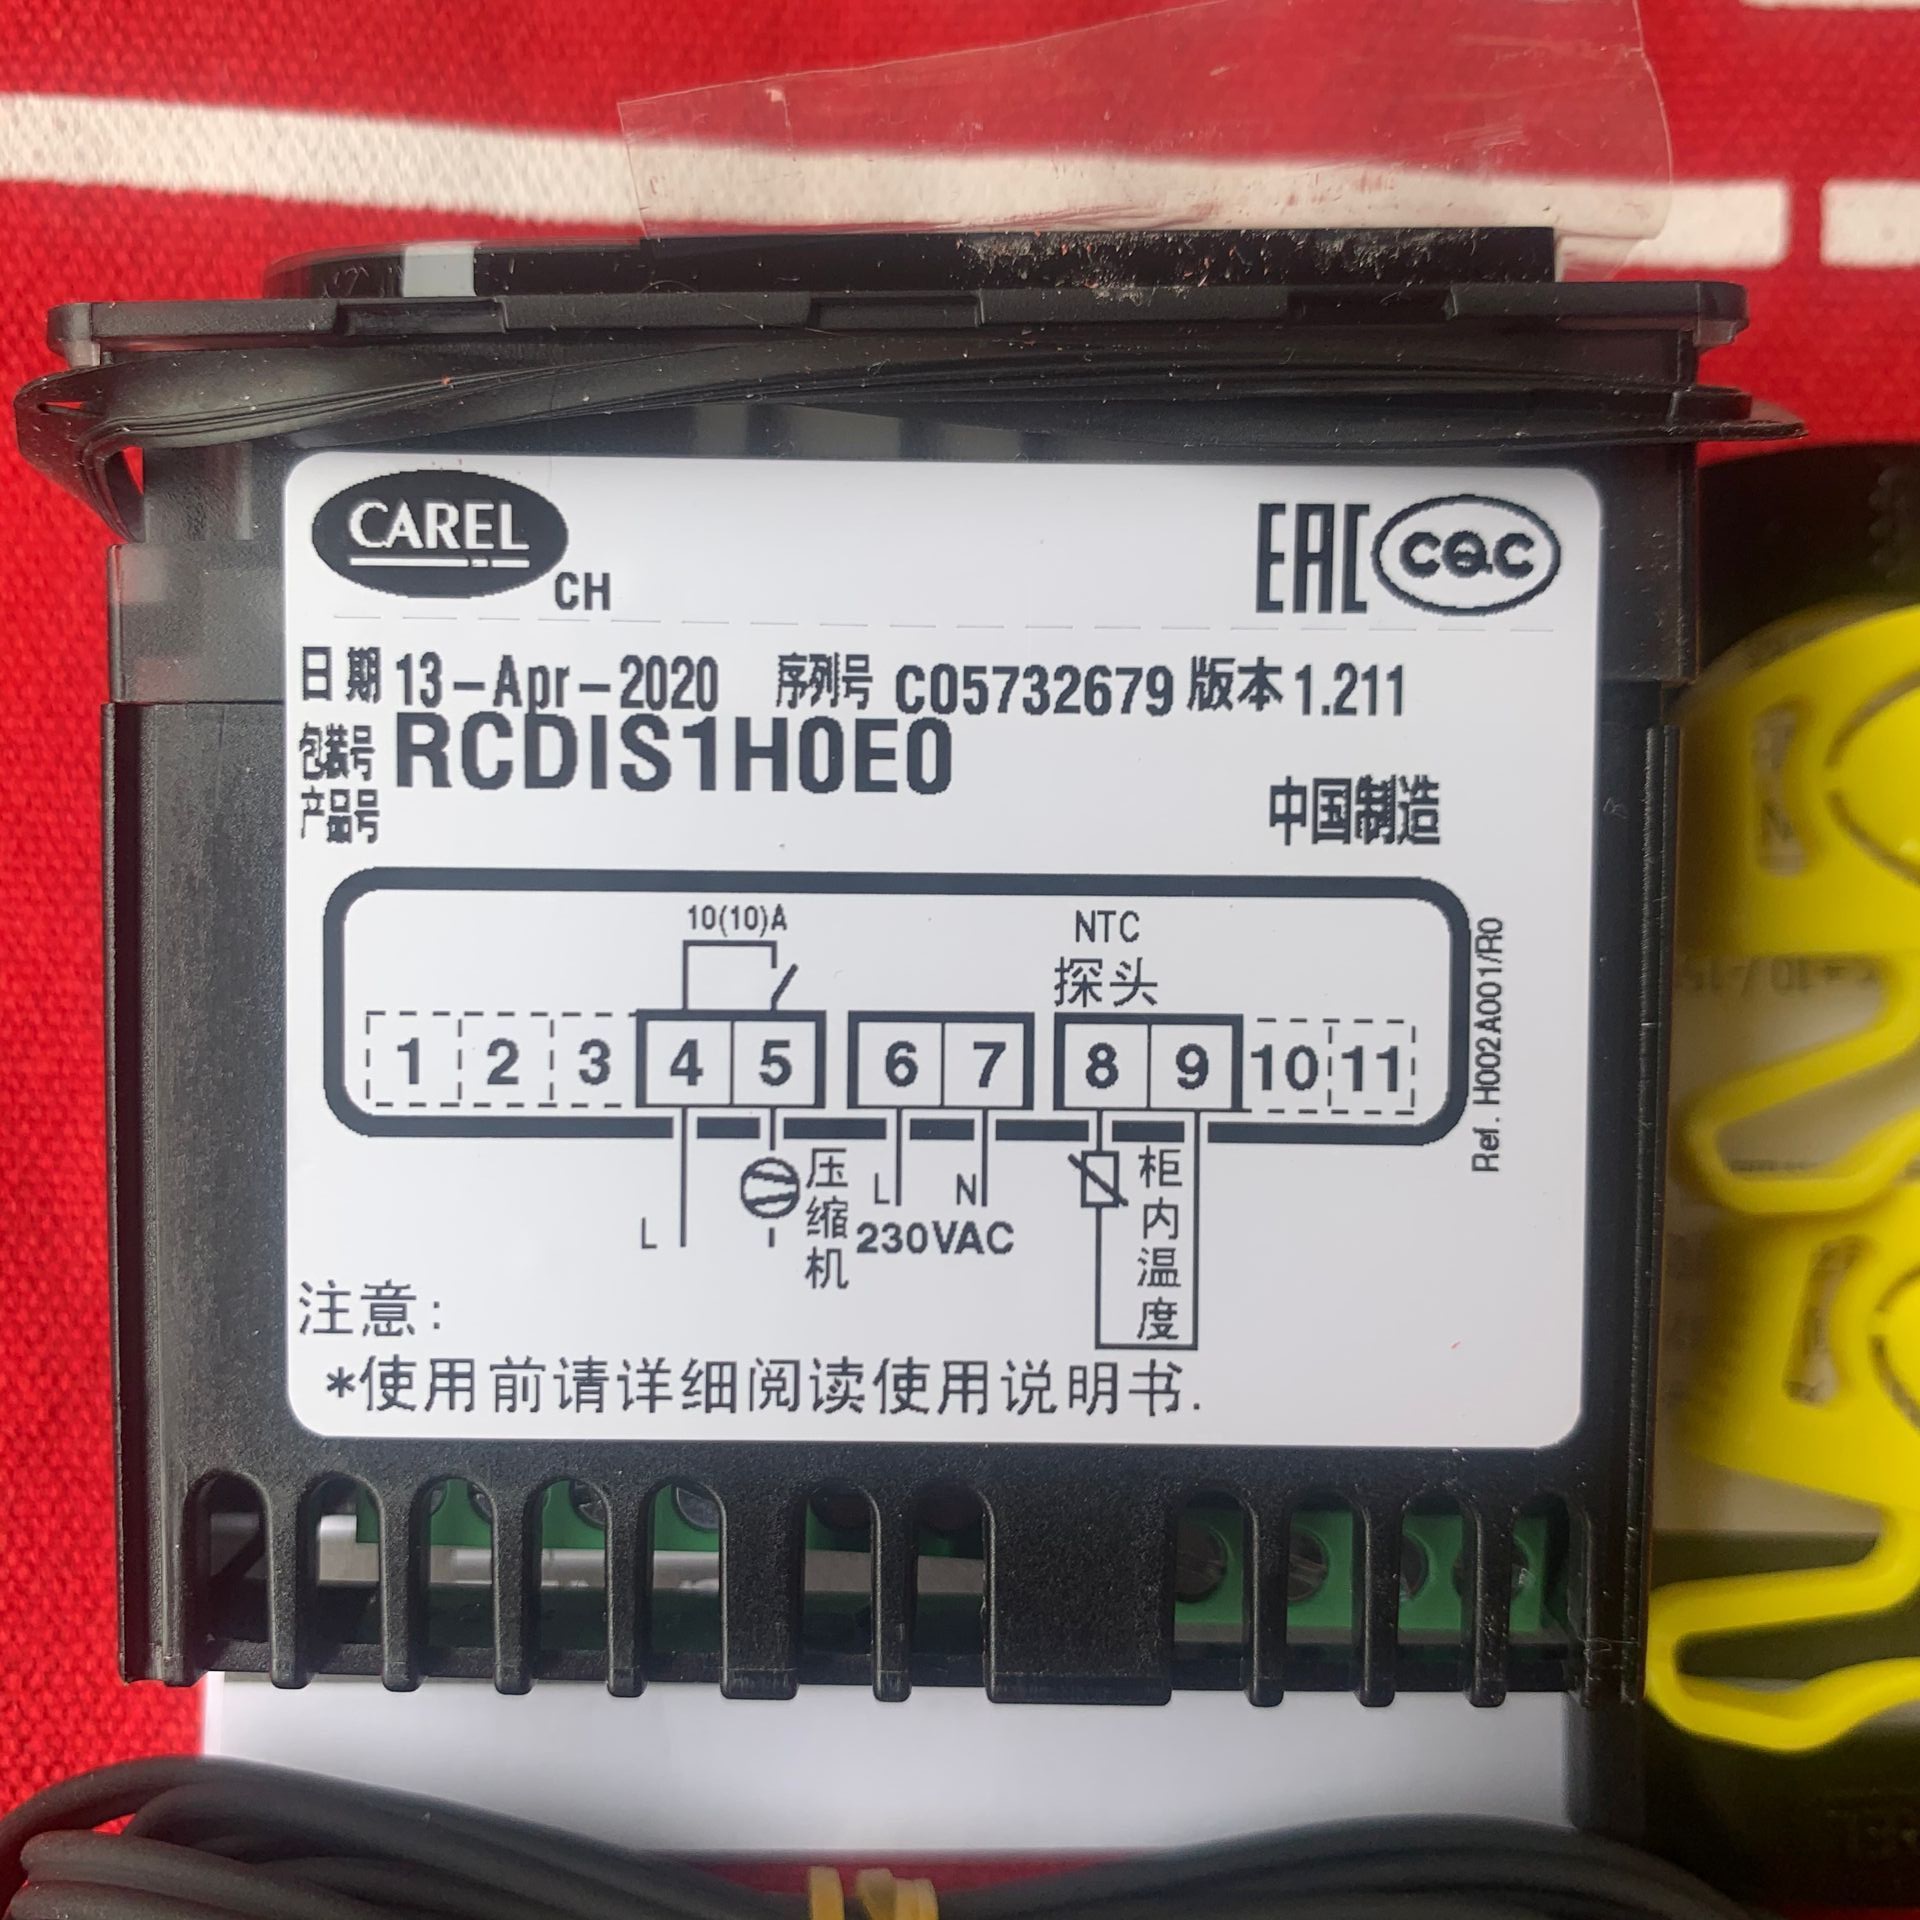 CAREL
CH
EAC
CQC
日期 13-Apr-2020 序列号 C05732679 版本 1.211
包装号 RCDIS1H0E0
产品号
中国制造
10(10)A
NTC
探头
1 2 3 4 5 6 7 8 9 10 11
Ref. H002A001/R0
L
压缩机
L N
230VAC
柜内温度
注意:
*使用前请详细阅读使用说明书.